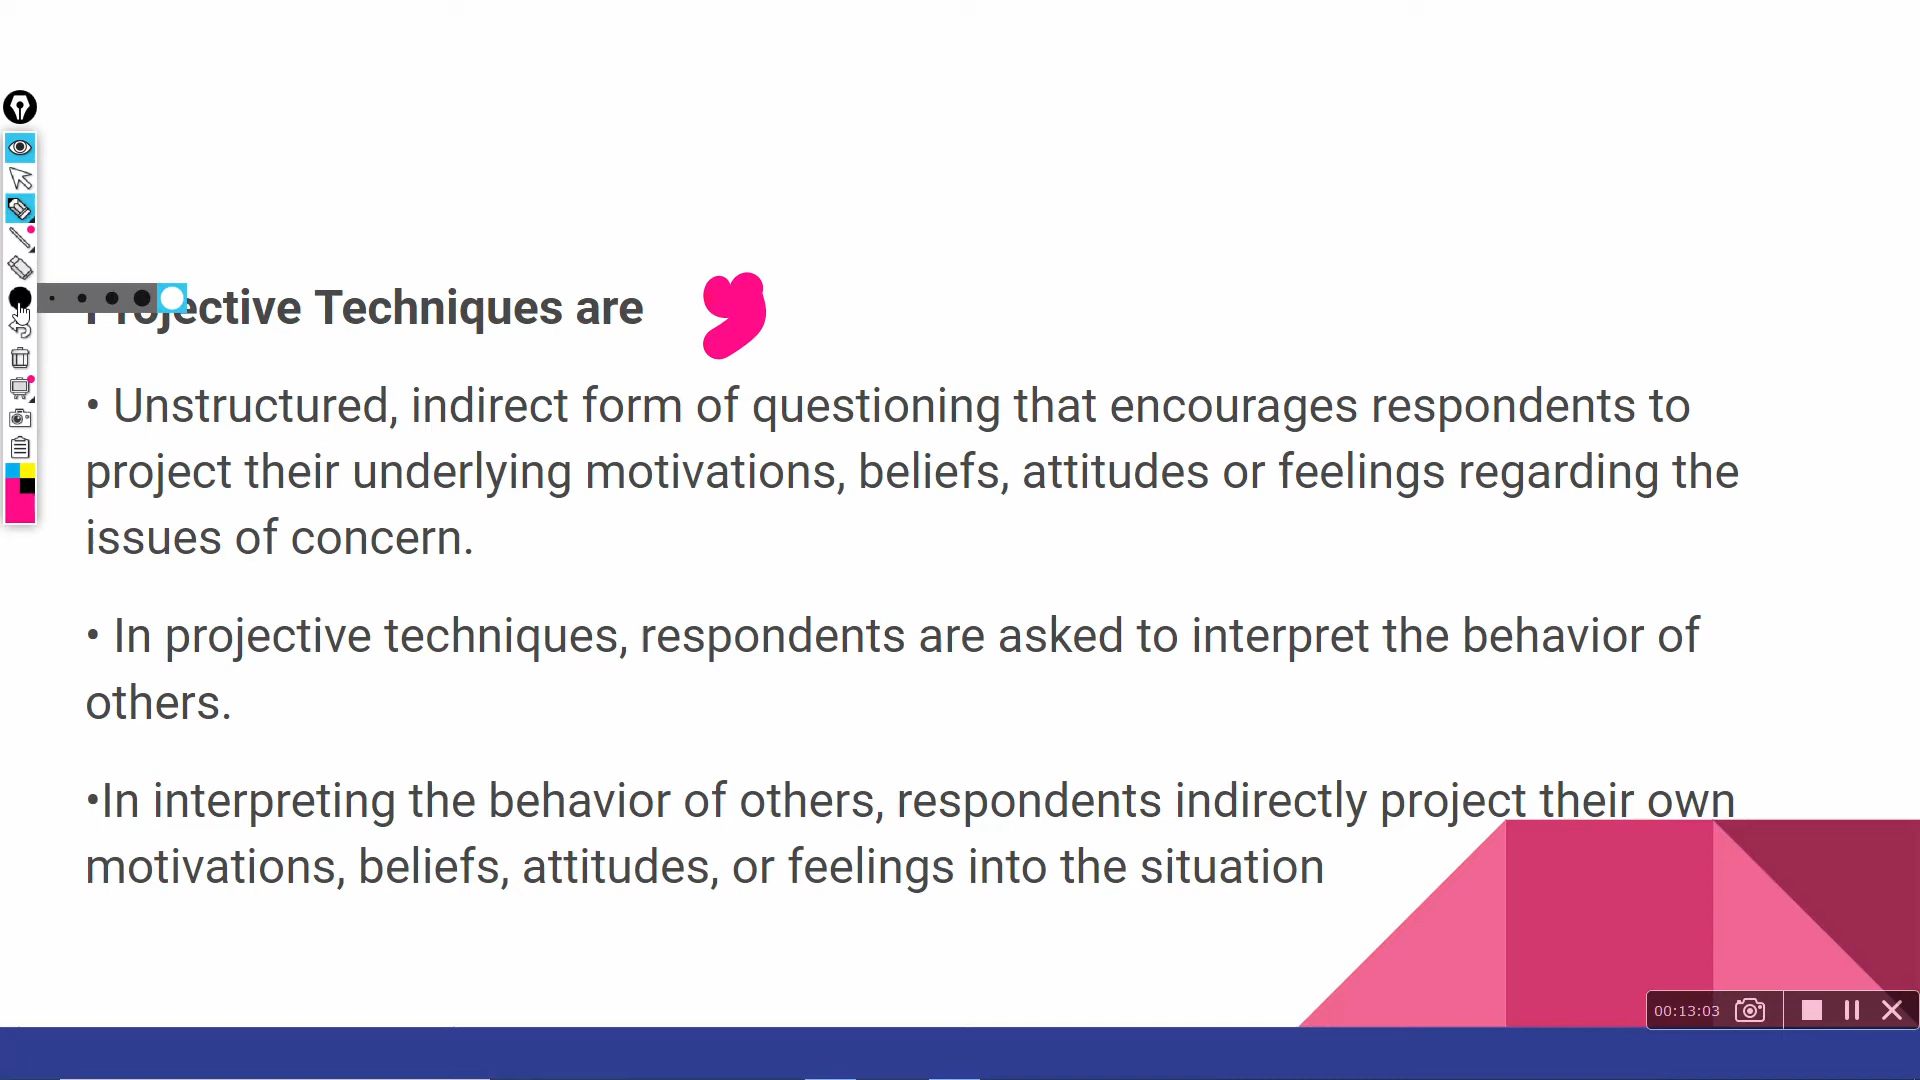 Projective Techniques are
• Unstructured, indirect form of questioning that encourages respondents to
project their underlying motivations, beliefs, attitudes or feelings regarding the
issues of concern.
• In projective techniques, respondents are asked to interpret the behavior of
others.
•In interpreting the behavior of others, respondents indirectly project their own
motivations, beliefs, attitudes, or feelings into the situation
00:13:03